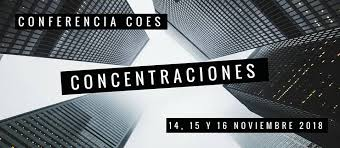 CONFERENCIA COES
CONCENTRACIONES
14, 15 Y 16 NOVIEMBRE 2018